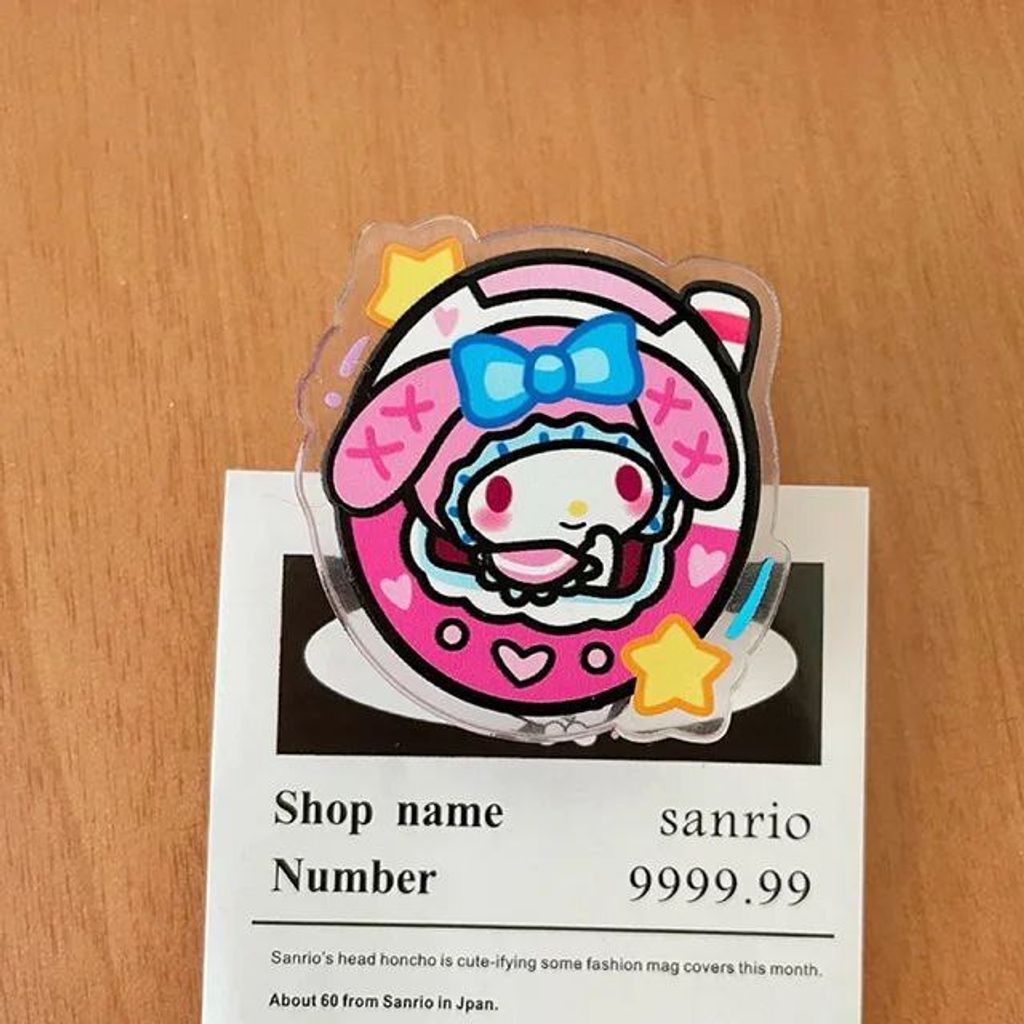 Shop name sanrio
Number 9999.99
Sanrio's head honcho is cute-ifying some fashion mag covers this month.
About 60 from Sanrio in Jpan.